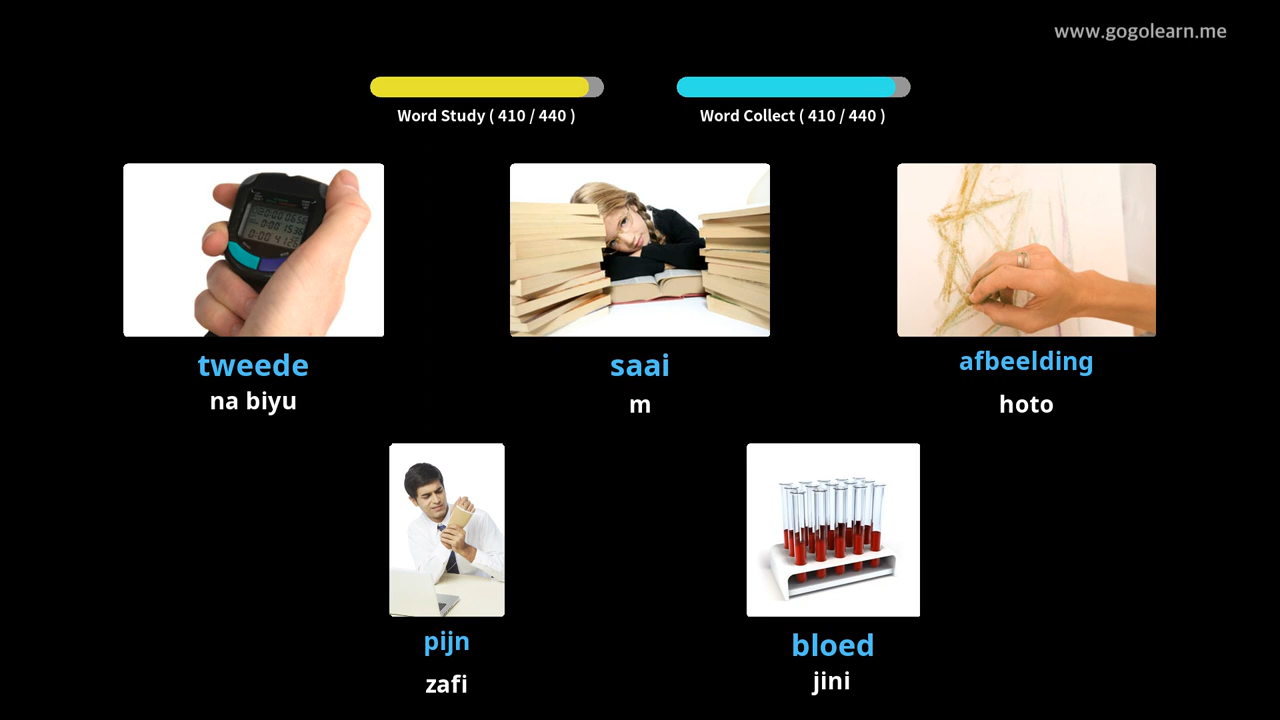 www.gogolearn.me
Word Study ( 410 / 440 )
Word Collect ( 410 / 440 )
tweede
na biyu
saai
m
afbeelding
hoto
pijn
zafi
bloed
jini